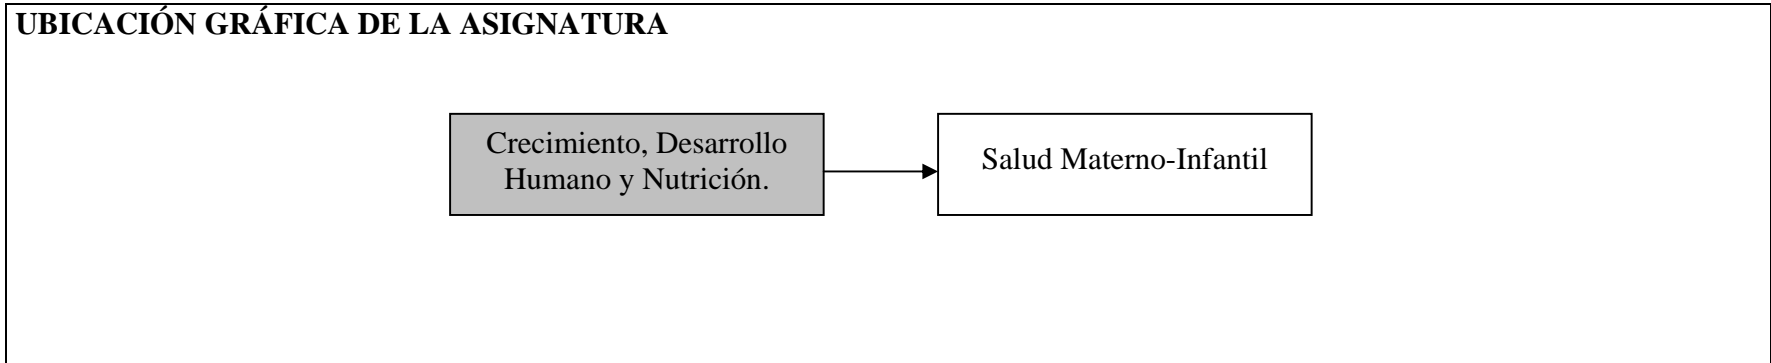 UBICACIÓN GRÁFICA DE LA ASIGNATURA
Crecimiento, Desarrollo
Humano y Nutrición.
Salud Materno-Infantil